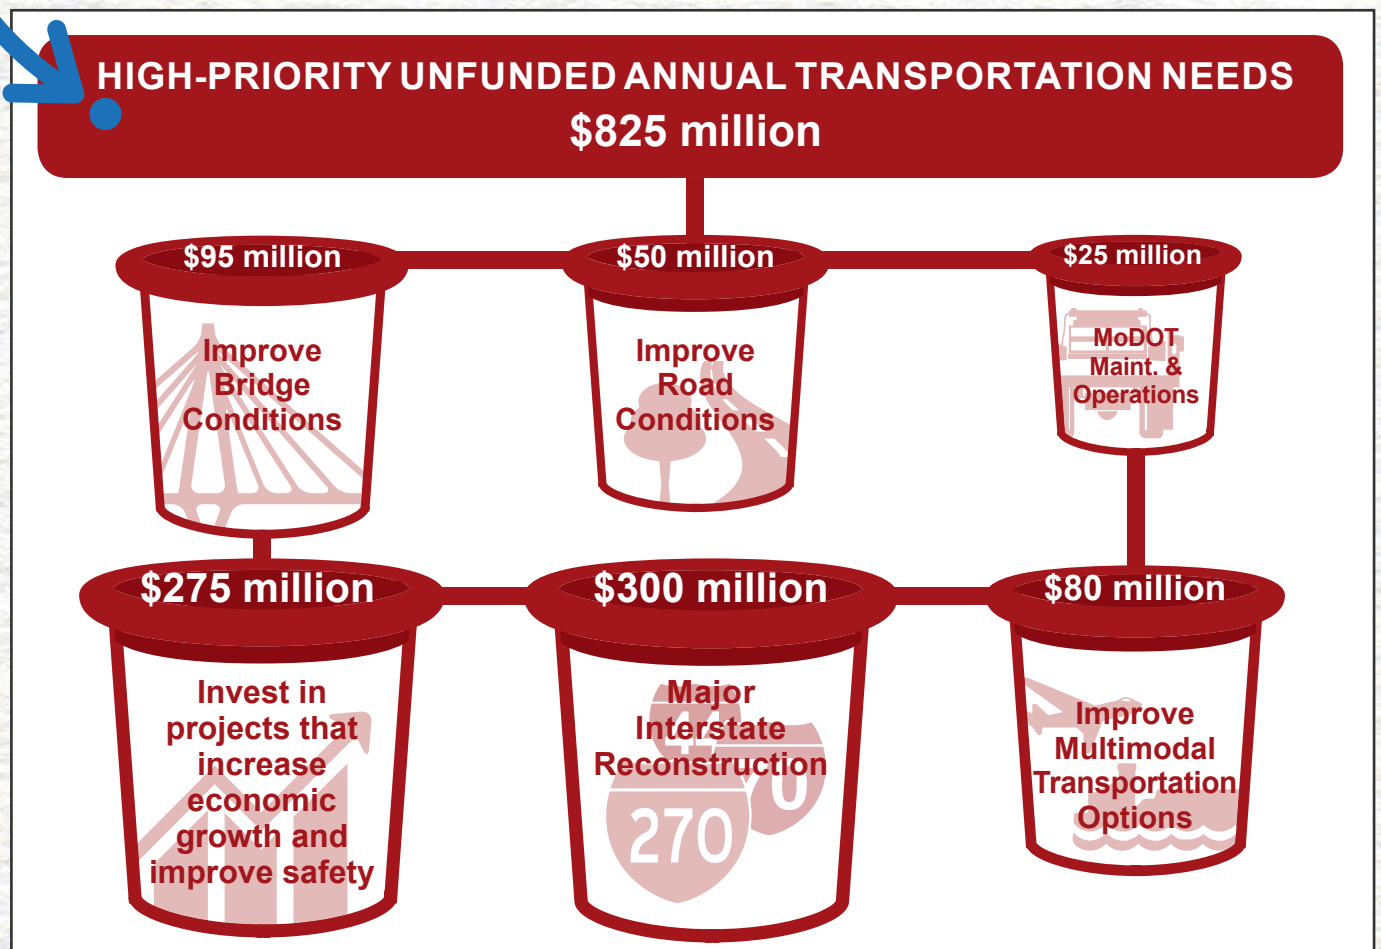 HIGH-PRIORITY UNFUNDED ANNUAL TRANSPORTATION NEEDS
$825 million
$95 million
Improve
Bridge
Conditions
$50 million
Improve
Road
Conditions
$25 million
MoDOT
Maint. &
Operations
$275 million
Invest in
projects that
increase
economic
growth and
improve safety
$300 million
Major
Interstate
Reconstruction
44
0
270
$80 million
Improve
Multimodal
Transportation
Options